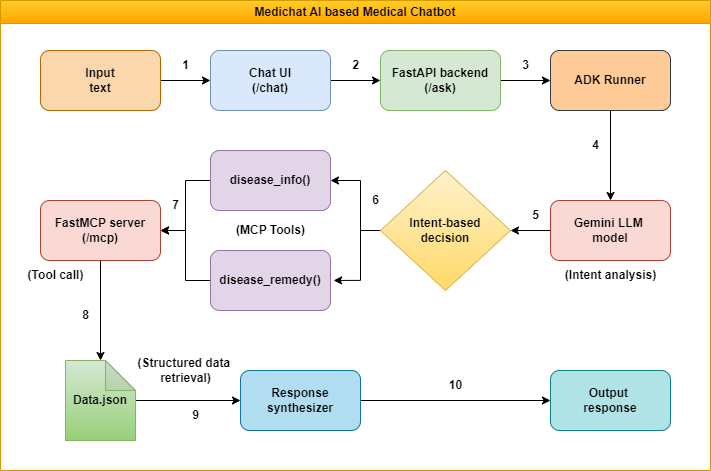 Medichat AI based Medical Chatbot
Input
text
1
Chat UI
(/chat)
2
FastAPI backend
(/ask)
3
ADK Runner
4
Gemini LLM
model
(Intent analysis)
5
Intent-based
decision
6
disease_info()
(MCP Tools)
disease_remedy()
7
FastMCP server
(/mcp)
(Tool call)
8
Data.json
(Structured data
retrieval)
9
Response
synthesizer
10
Output
response